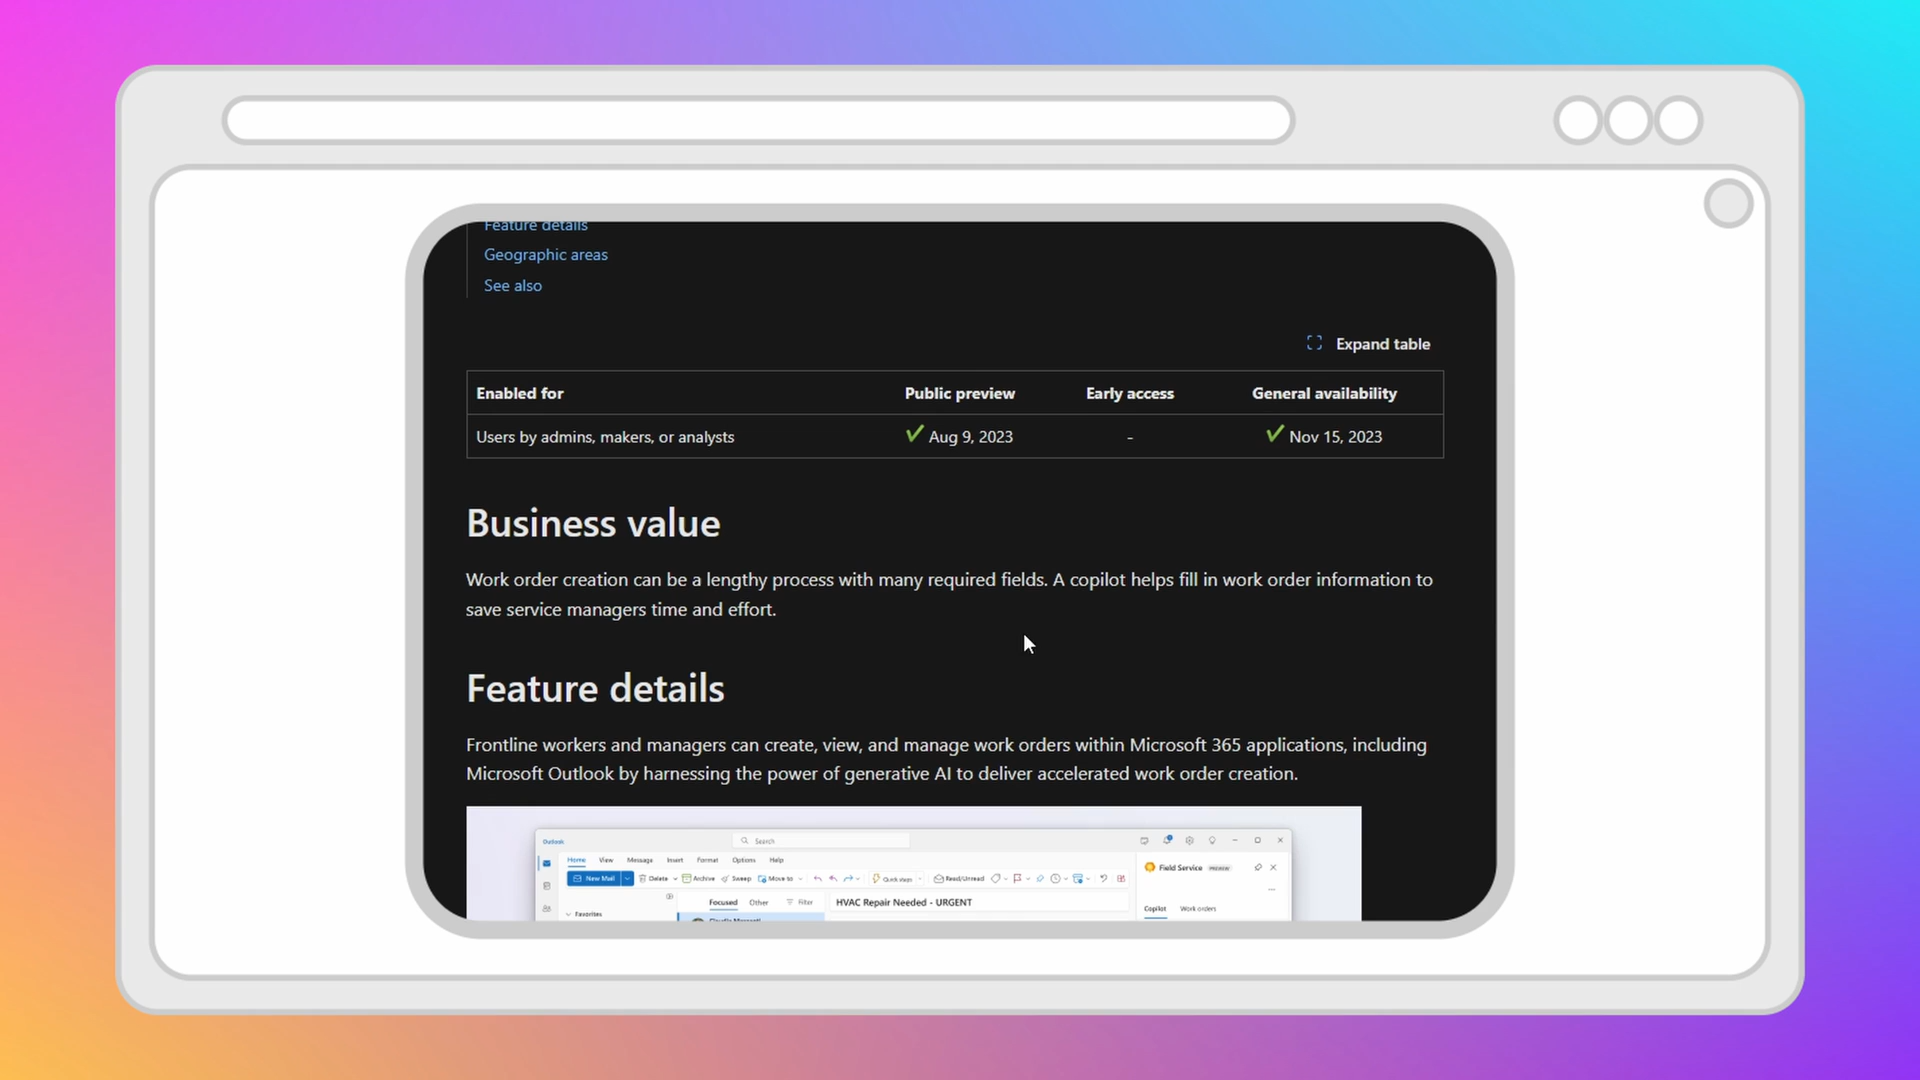 Feature details
Geographic areas
See also
Expand table
Enabled for Public preview Early access General availability
Users by admins, makers, or analysts Aug 9, 2023 - Nov 15, 2023
Business value
Work order creation can be a lengthy process with many required fields. A copilot helps fill in work order information to
save service managers time and effort.
Feature details
Frontline workers and managers can create, view, and manage work orders within Microsoft 365 applications, including
Microsoft Outlook by harnessing the power of generative AI to deliver accelerated work order creation.
Outlook Search
Home View Message Insert Format Options Help
New Mail Delete Archive Sweep Move to Quick steps Read/Unread
Field Service PREVIEW
Focused Other Filter HVAC Repair Needed - URGENT
Copilot Work orders
Favorites